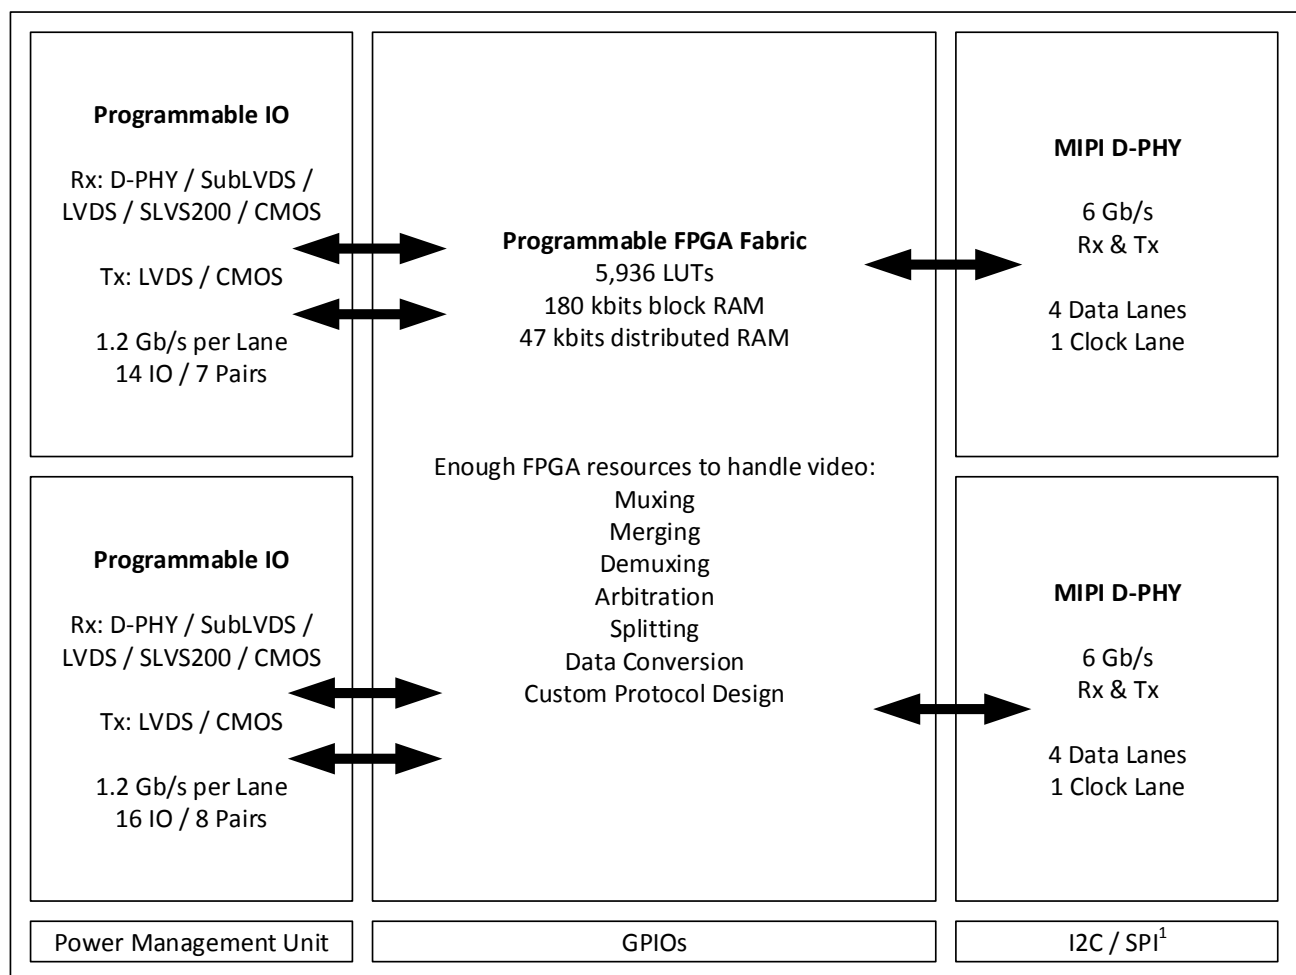 Programmable IO
Rx: D-PHY / SubLVDS /
LVDS / SLVS200 / CMOS
Tx: LVDS / CMOS
1.2 Gb/s per Lane
14 IO / 7 Pairs
Programmable IO
Rx: D-PHY / SubLVDS /
LVDS / SLVS200 / CMOS
Tx: LVDS / CMOS
1.2 Gb/s per Lane
16 IO / 8 Pairs
Programmable FPGA Fabric
5,936 LUTs
180 kbits block RAM
47 kbits distributed RAM
Enough FPGA resources to handle video:
Muxing
Merging
Demuxing
Arbitration
Splitting
Data Conversion
Custom Protocol Design
MIPI D-PHY
6 Gb/s
Rx & Tx
4 Data Lanes
1 Clock Lane
MIPI D-PHY
6 Gb/s
Rx & Tx
4 Data Lanes
1 Clock Lane
Power Management Unit
GPIOs
I2C / SPI¹